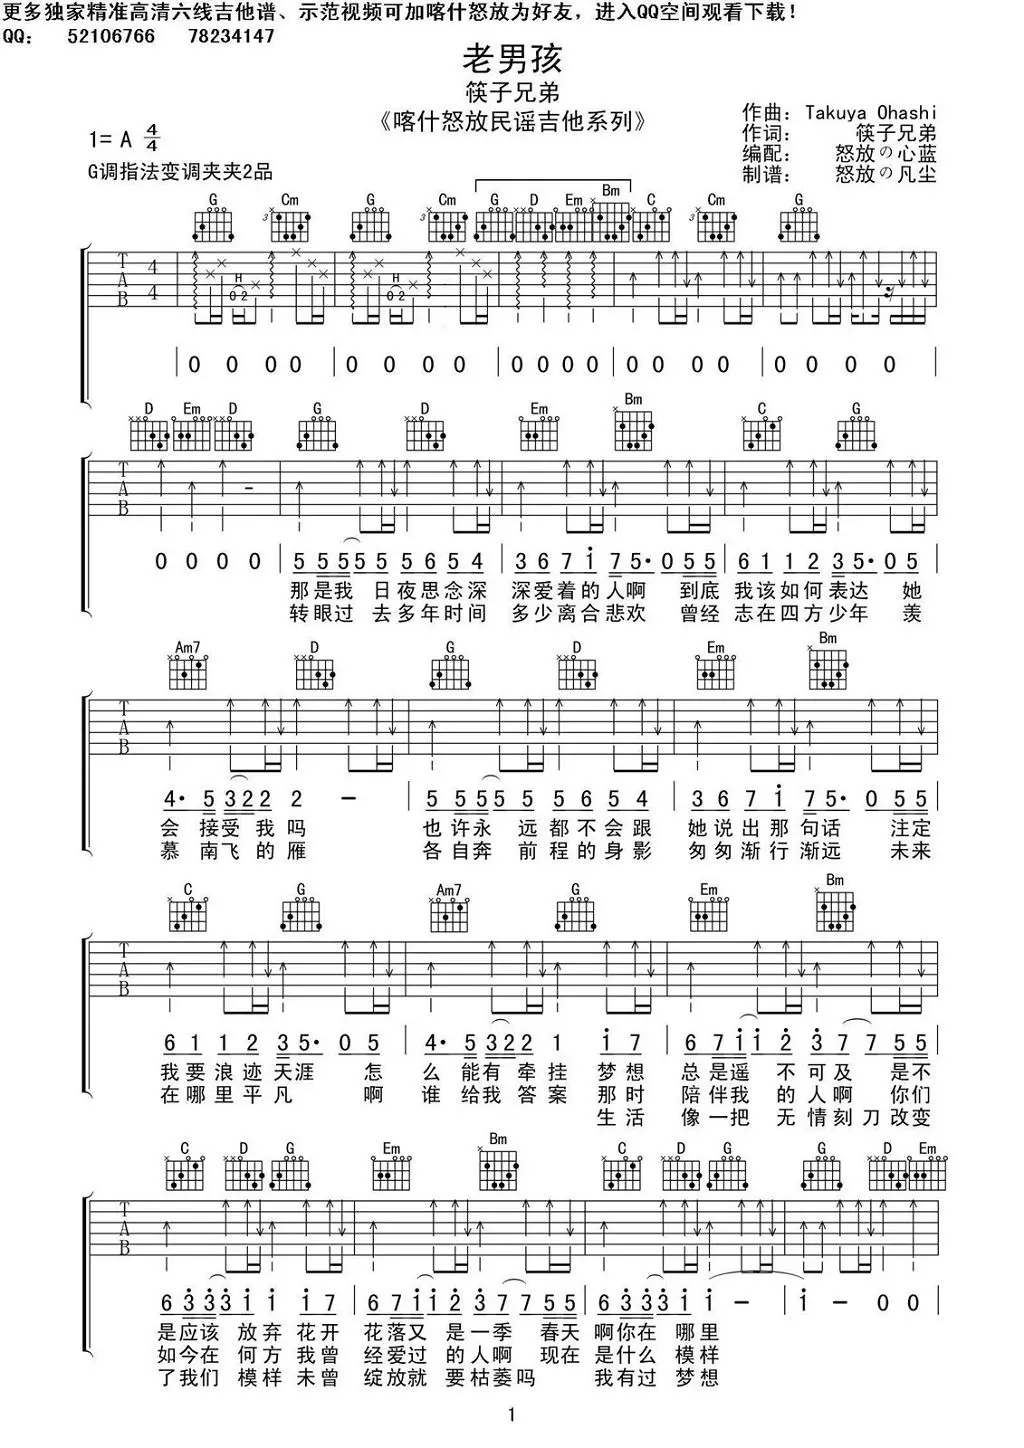 更多独家精准高清六线吉他谱、示范视频可加喀什怒放为好友，进入QQ空间观看下载！
QQ： 52106766 78234147
老男孩
筷子兄弟
《喀什怒放民谣吉他系列》
作曲：Takuya Ohashi
1= A 4/4
作词： 筷子兄弟
编配： 怒放の心蓝
G调指法变调夹夹2品
制谱： 怒放の凡尘
G Cm G Cm G D Em Bm C Cm G
T A B 4 4
H H
0 2 0 2
0 0 0 0 0 0 0 0 0 0 0 0 0 0 0 0 0 0 0 0
D Em D G D Em Bm C G
T A B
0 0 0 0 5 5 5 5 5 5 6 5 4 3 6 7 i 7 5· 0 5 5 6 1 1 2 3 5· 0 5
那是我 日夜思念深 深爱着的人啊 到底 我该如何表达 她
转眼过 去多年时间 多少离合悲欢 曾经 志在四方少年 羡
Am7 D G D Em Bm
T A B
4· 5 3 2 2 2 － 5 5 5 5 5 5 6 5 4 3 6 7 i 7 5· 0 5 5
会 接受我吗 也许永 远都不会跟 她说出那句话 注定
慕 南飞的雁 各自奔 前程的身影 匆匆渐行渐远 未来
C G Am7 G Em Bm
T A B
6 1 1 2 3 5· 0 5 4· 5 3 2 2 1 i 7 6 7 i i 2 3 7 7 5 5
我要浪迹天涯 怎 么能有牵挂 梦想 总是遥 不可及 是不
在哪里平凡 啊 谁给我答案 那时 陪伴我 的人啊 你们
生活 像一把 无情刻刀改变
C D G Em Bm C D G G D Em
T A B
6 3 3 3 i i i 7 6 7 i i 2 3 7 7 5 5 6 3 3 3 i i － i － 0 0
是应该 放弃 花开 花落又 是一季 春天 啊你在 哪里
如今在 何方我曾 经爱过 的人啊 现在 是什么 模样
了我们 模样未曾 绽放就 要枯萎吗 我有过 梦想
1